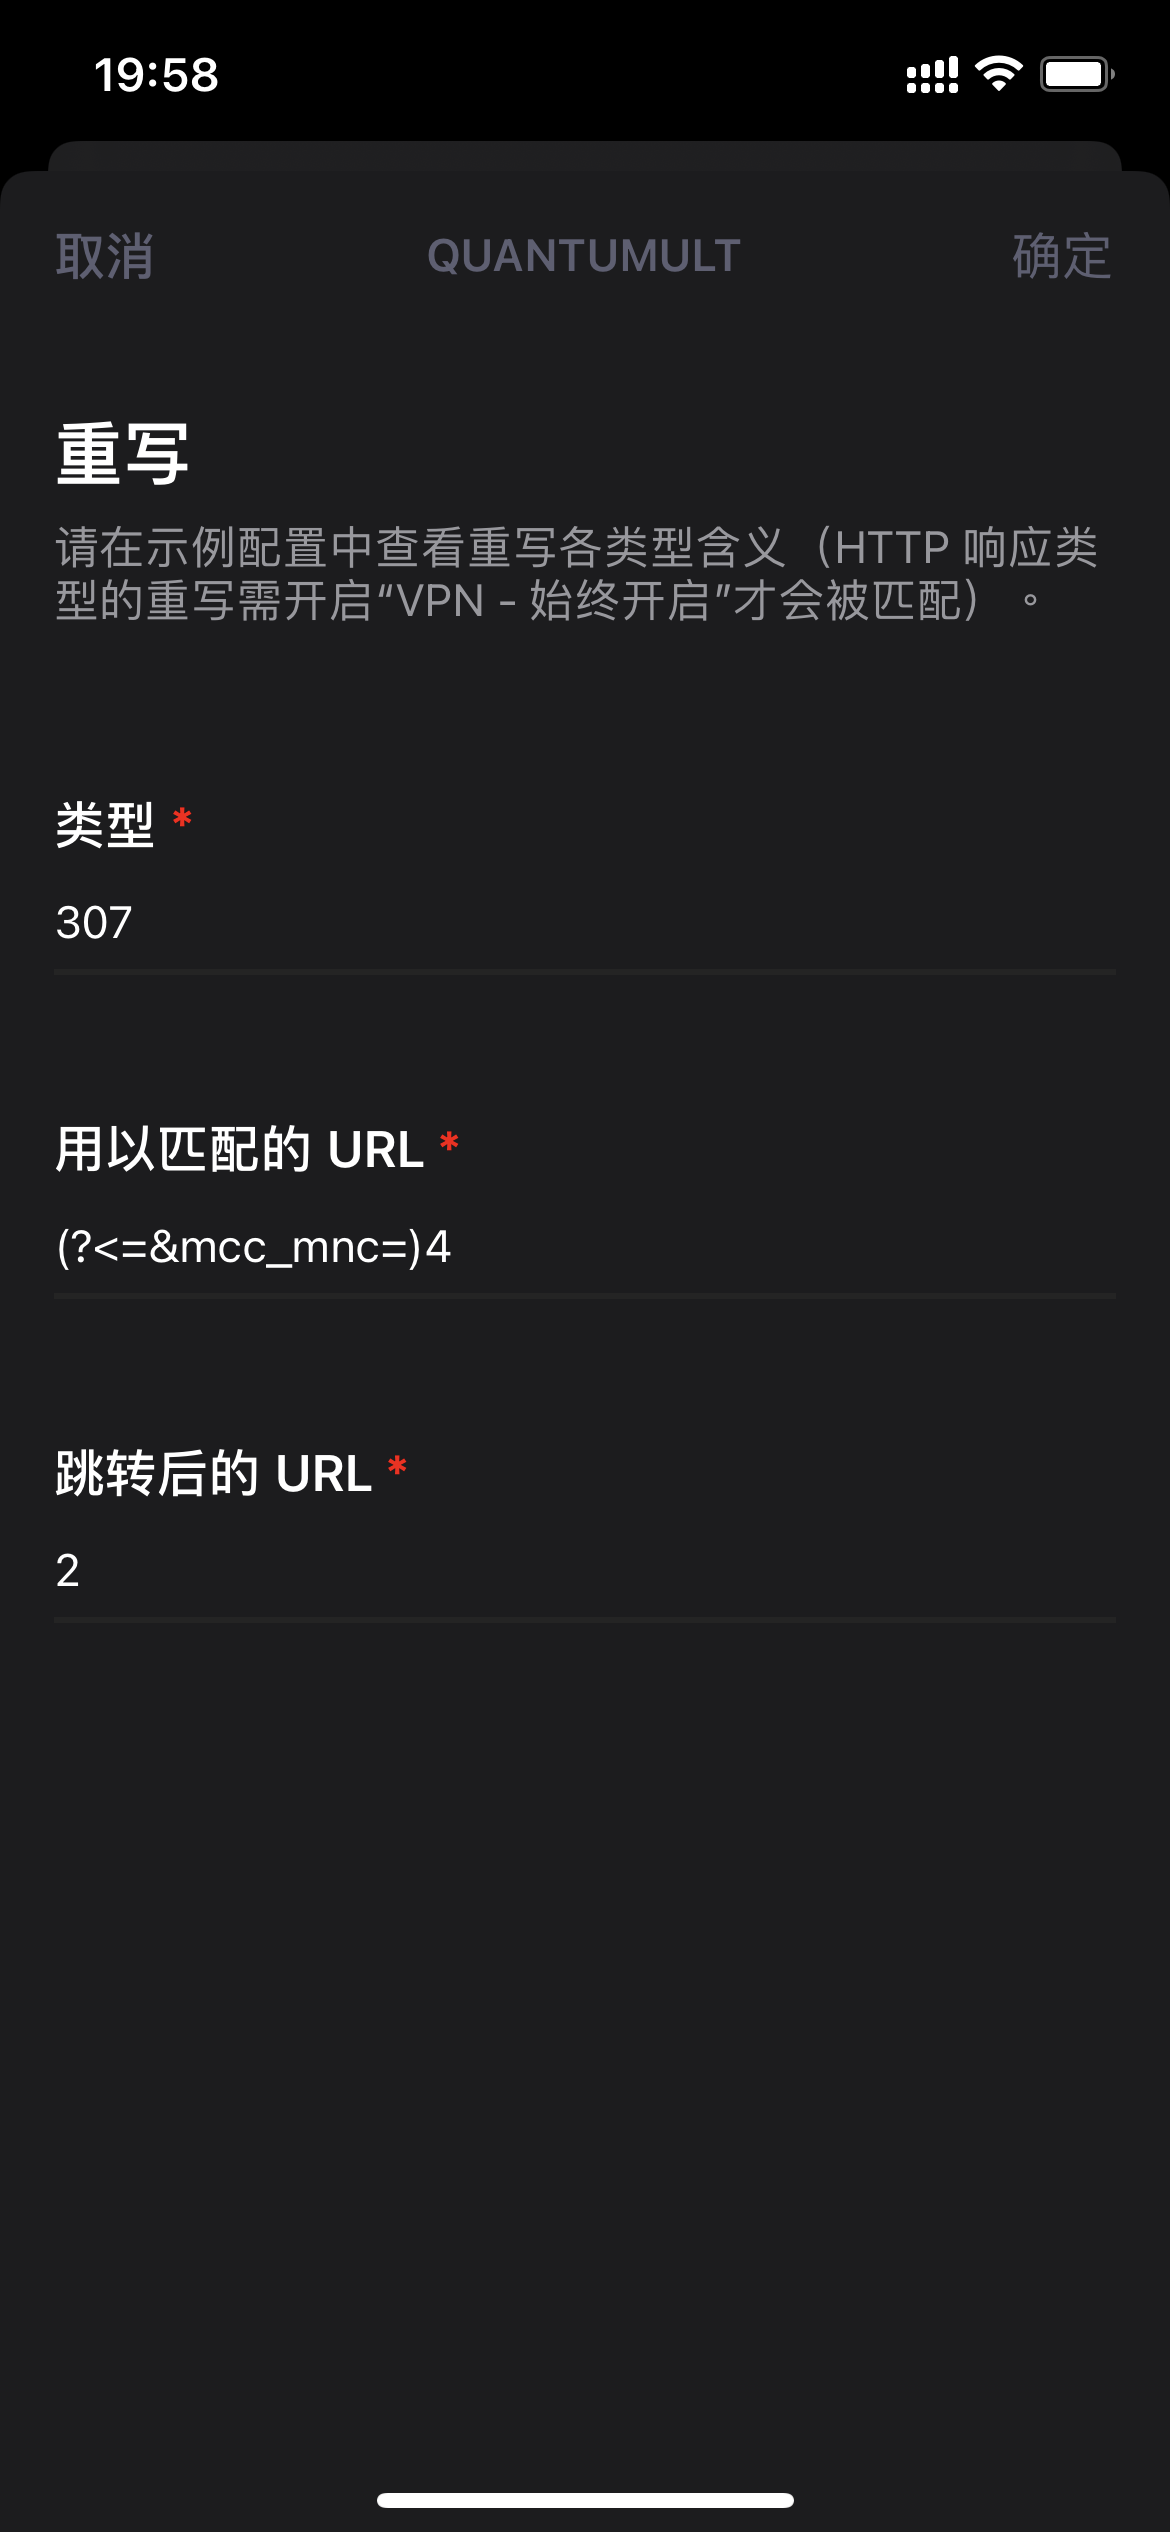 19:58
取消
QUANTUMULT
确定
重写
请在示例配置中查看重写各类型含义（HTTP 响应类
型的重写需开启“VPN - 始终开启”才会被匹配）。
类型 *
307
用以匹配的 URL *
(?<=&mcc_mnc=)4
跳转后的 URL *
2